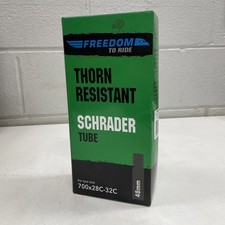 FREEDOM
TO RIDE
THORN
RESISTANT
SCHRADER
TUBE
700x28C-32C
48mm